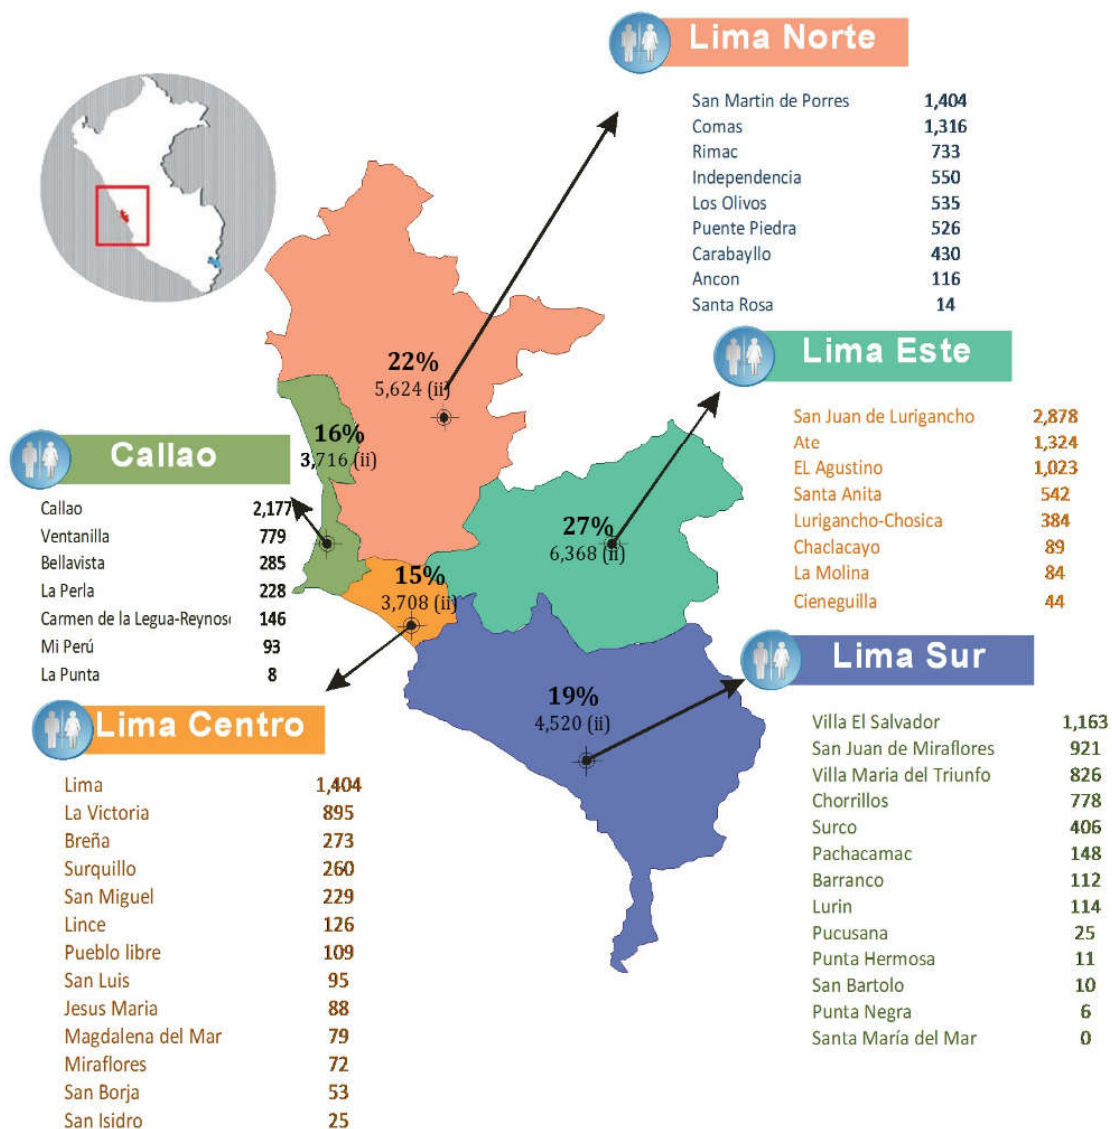 Lima Norte
San Martin de Porres 1,404
Comas 1,316
Rimac 733
Independencia 550
Los Olivos 535
Puente Piedra 526
Carabayllo 430
Ancon 116
Santa Rosa 14
22%
5,624 (ii)
Lima Este
San Juan de Lurigancho 2,878
Ate 1,324
EL Agustino 1,023
Santa Anita 542
Lurigancho-Chosica 384
Chaclacayo 89
La Molina 84
Cieneguilla 44
27%
6,368 (ii)
16%
3,716 (ii)
Callao
Callao 2,177
Ventanilla 779
Bellavista 285
La Perla 228
Carmen de la Legua-Reynoso 146
Mi Perú 93
La Punta 8
15%
3,708 (ii)
Lima Centro
Lima 1,404
La Victoria 895
Breña 273
Surquillo 260
San Miguel 229
Lince 126
Pueblo libre 109
San Luis 95
Jesus Maria 88
Magdalena del Mar 79
Miraflores 72
San Borja 53
San Isidro 25
19%
4,520 (ii)
Lima Sur
Villa El Salvador 1,163
San Juan de Miraflores 921
Villa Maria del Triunfo 826
Chorrillos 778
Surco 406
Pachacamac 148
Barranco 112
Lurin 114
Pucusana 25
Punta Hermosa 11
San Bartolo 10
Punta Negra 6
Santa María del Mar 0